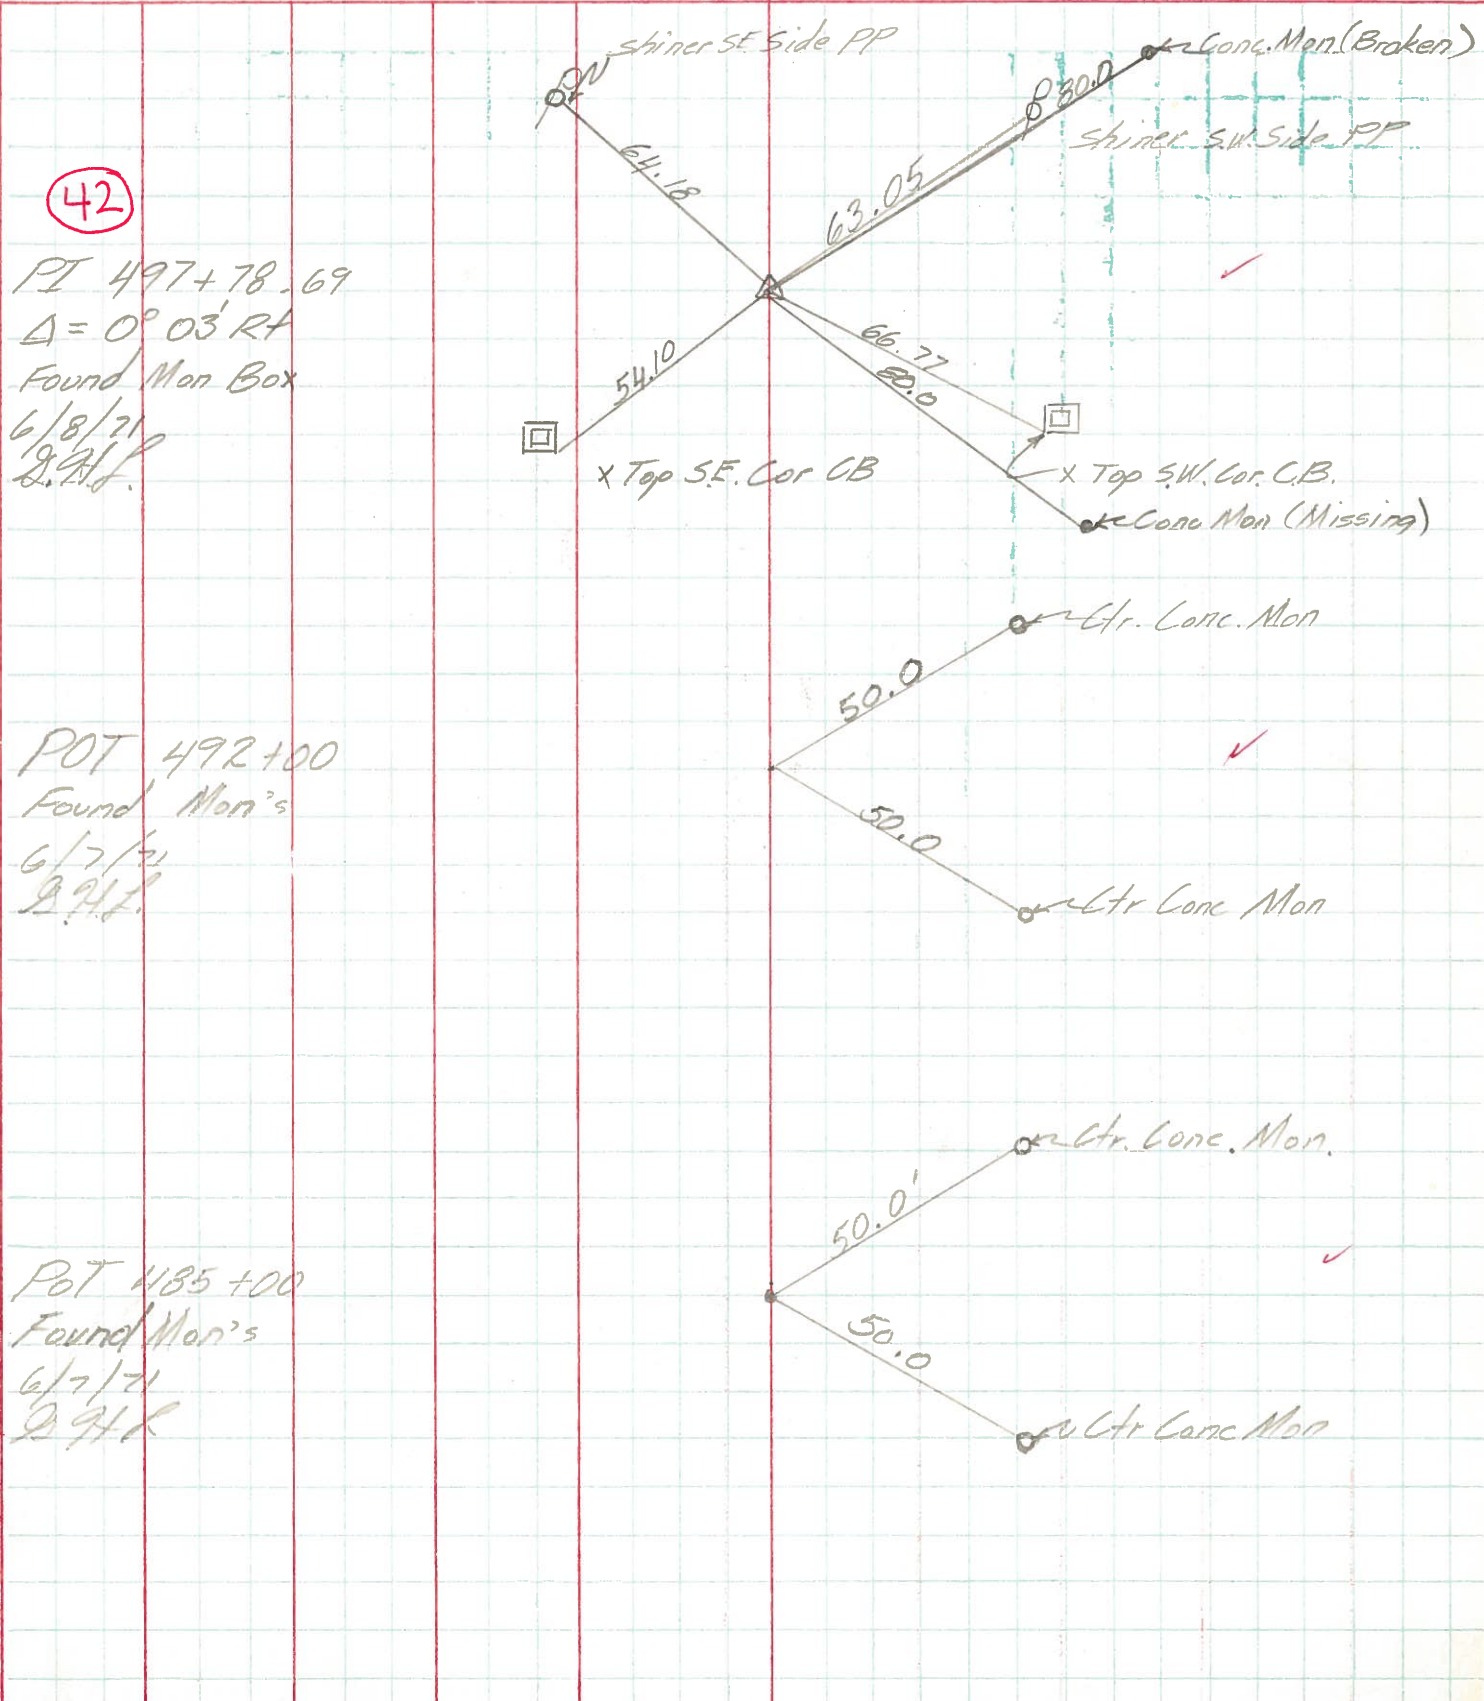 shiner SE Side PP
Conc. Mon (Broken)
80.0
shiner S.W. Side PP
64.18
63.05
42
PI 497+78.69
Δ = 0° 03' Rt
Found Mon Box
6/8/71
D.H.L.
54.10
66.77
80.0
x Top S.E. Cor CB
x Top S.W. Cor. C.B.
Conc Mon (Missing)
Ctr. Conc. Mon
50.0
POT 492+00
Found Mon's
6/7/71
D.H.L.
50.0
Ctr Conc Mon
Ctr. Conc. Mon.
50.0'
POT 485+00
Found Mon's
6/7/71
D.H.L
50.0
Ctr Conc Mon